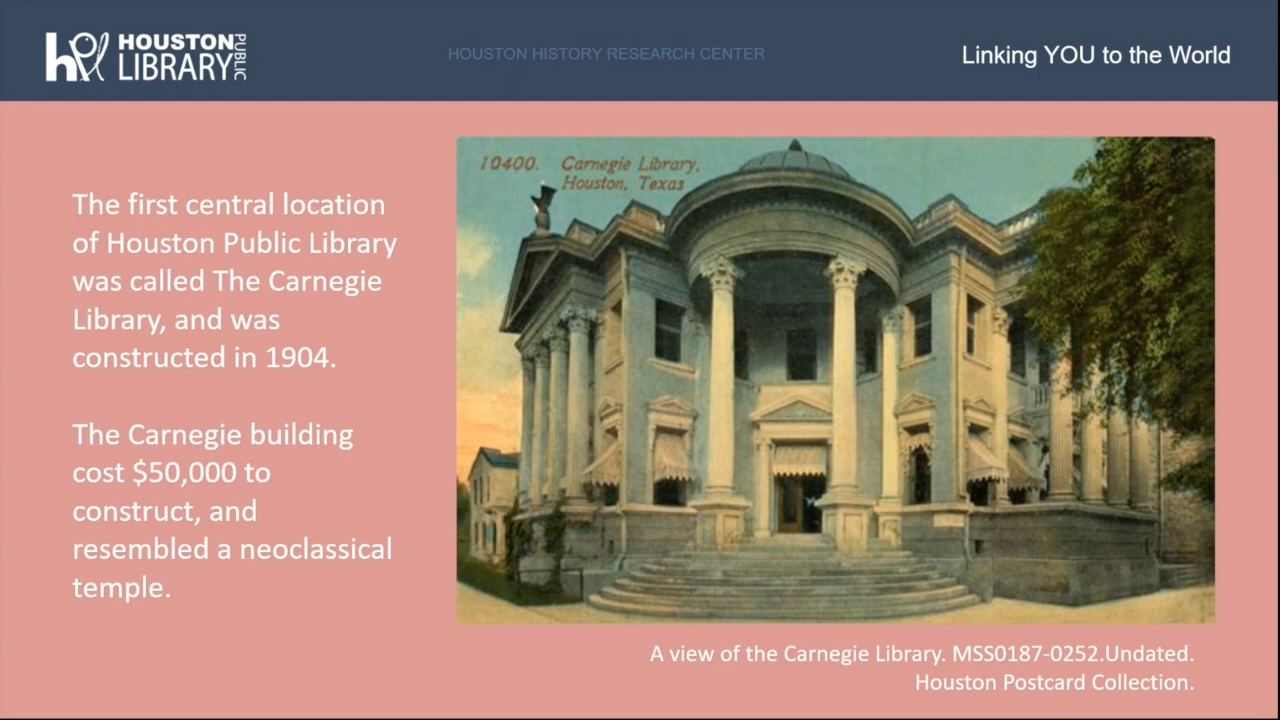 HOUSTON
LIBRARY
PUBLIC
HOUSTON HISTORY RESEARCH CENTER
Linking YOU to the World
The first central location
of Houston Public Library
was called The Carnegie
Library, and was
constructed in 1904.
The Carnegie building
cost $50,000 to
construct, and
resembled a neoclassical
temple.
10400. Carnegie Library,
Houston, Texas
A view of the Carnegie Library. MSS0187-0252.Undated.
Houston Postcard Collection.